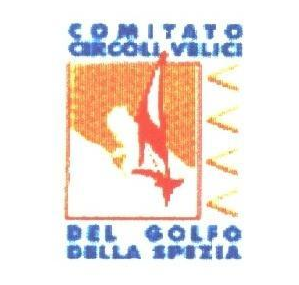 COMITATO
CIRCOLI VELICI
DEL GOLFO
DELLA SPEZIA